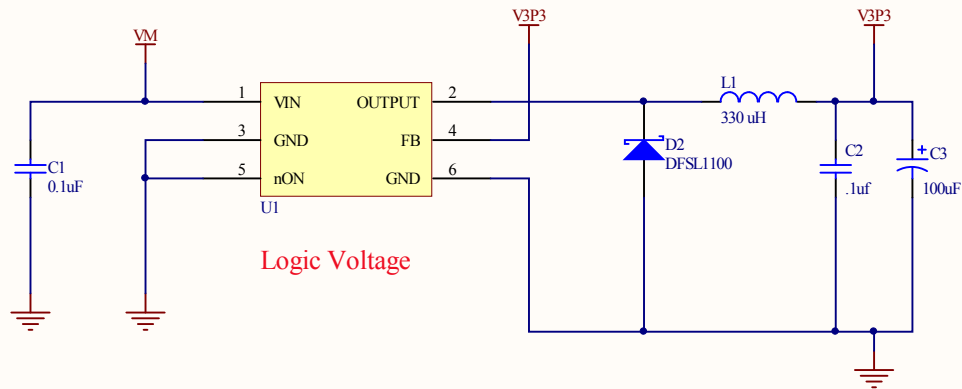 V3P3
V3P3
VM
1
VIN
OUTPUT
2
3
GND
FB
4
5
nON
GND
6
U1
C1
0.1uF
L1
330 uH
D2
DFSL1100
C2
.1uf
+
C3
100uF
Logic Voltage